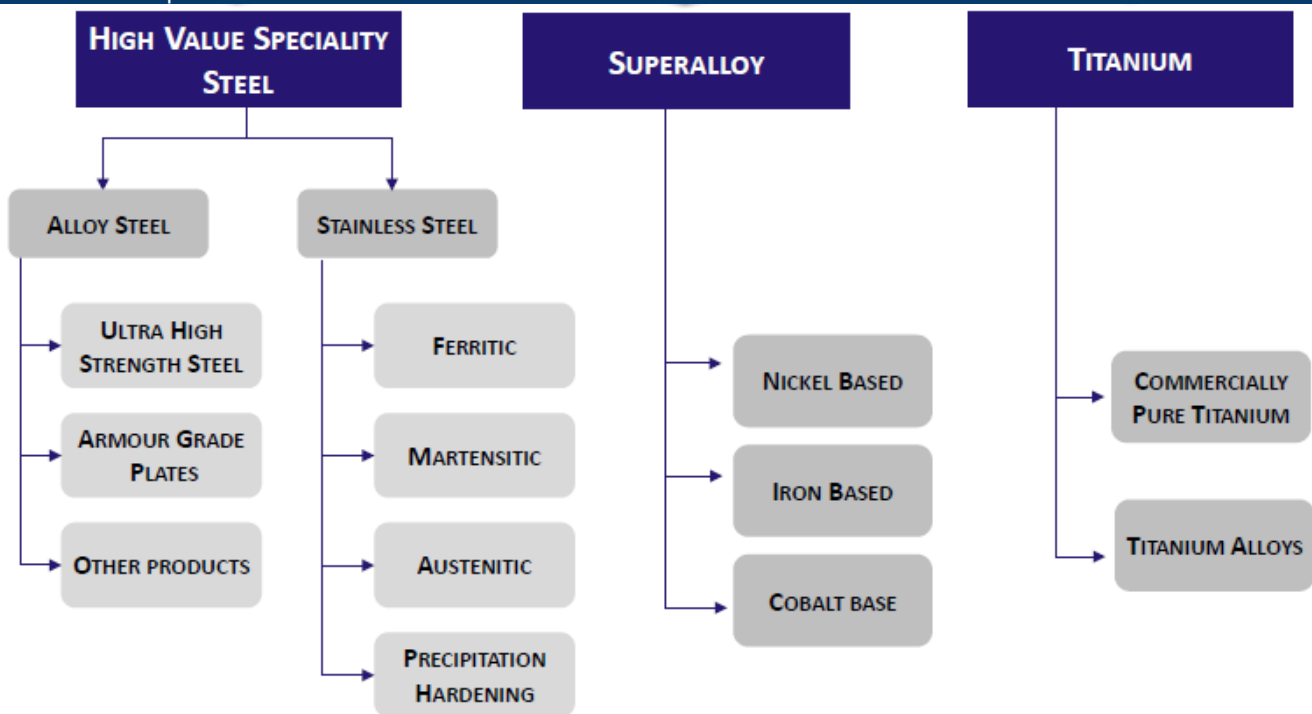 HIGH VALUE SPECIALITY
STEEL
SUPERALLOY
TITANIUM
ALLOY STEEL
STAINLESS STEEL
ULTRA HIGH
STRENGTH STEEL
ARMOUR GRADE
PLATES
OTHER PRODUCTS
FERRITIC
MARTENSITIC
AUSTENITIC
PRECIPITATION
HARDENING
NICKEL BASED
IRON BASED
COBALT BASE
COMMERCIALLY
PURE TITANIUM
TITANIUM ALLOYS